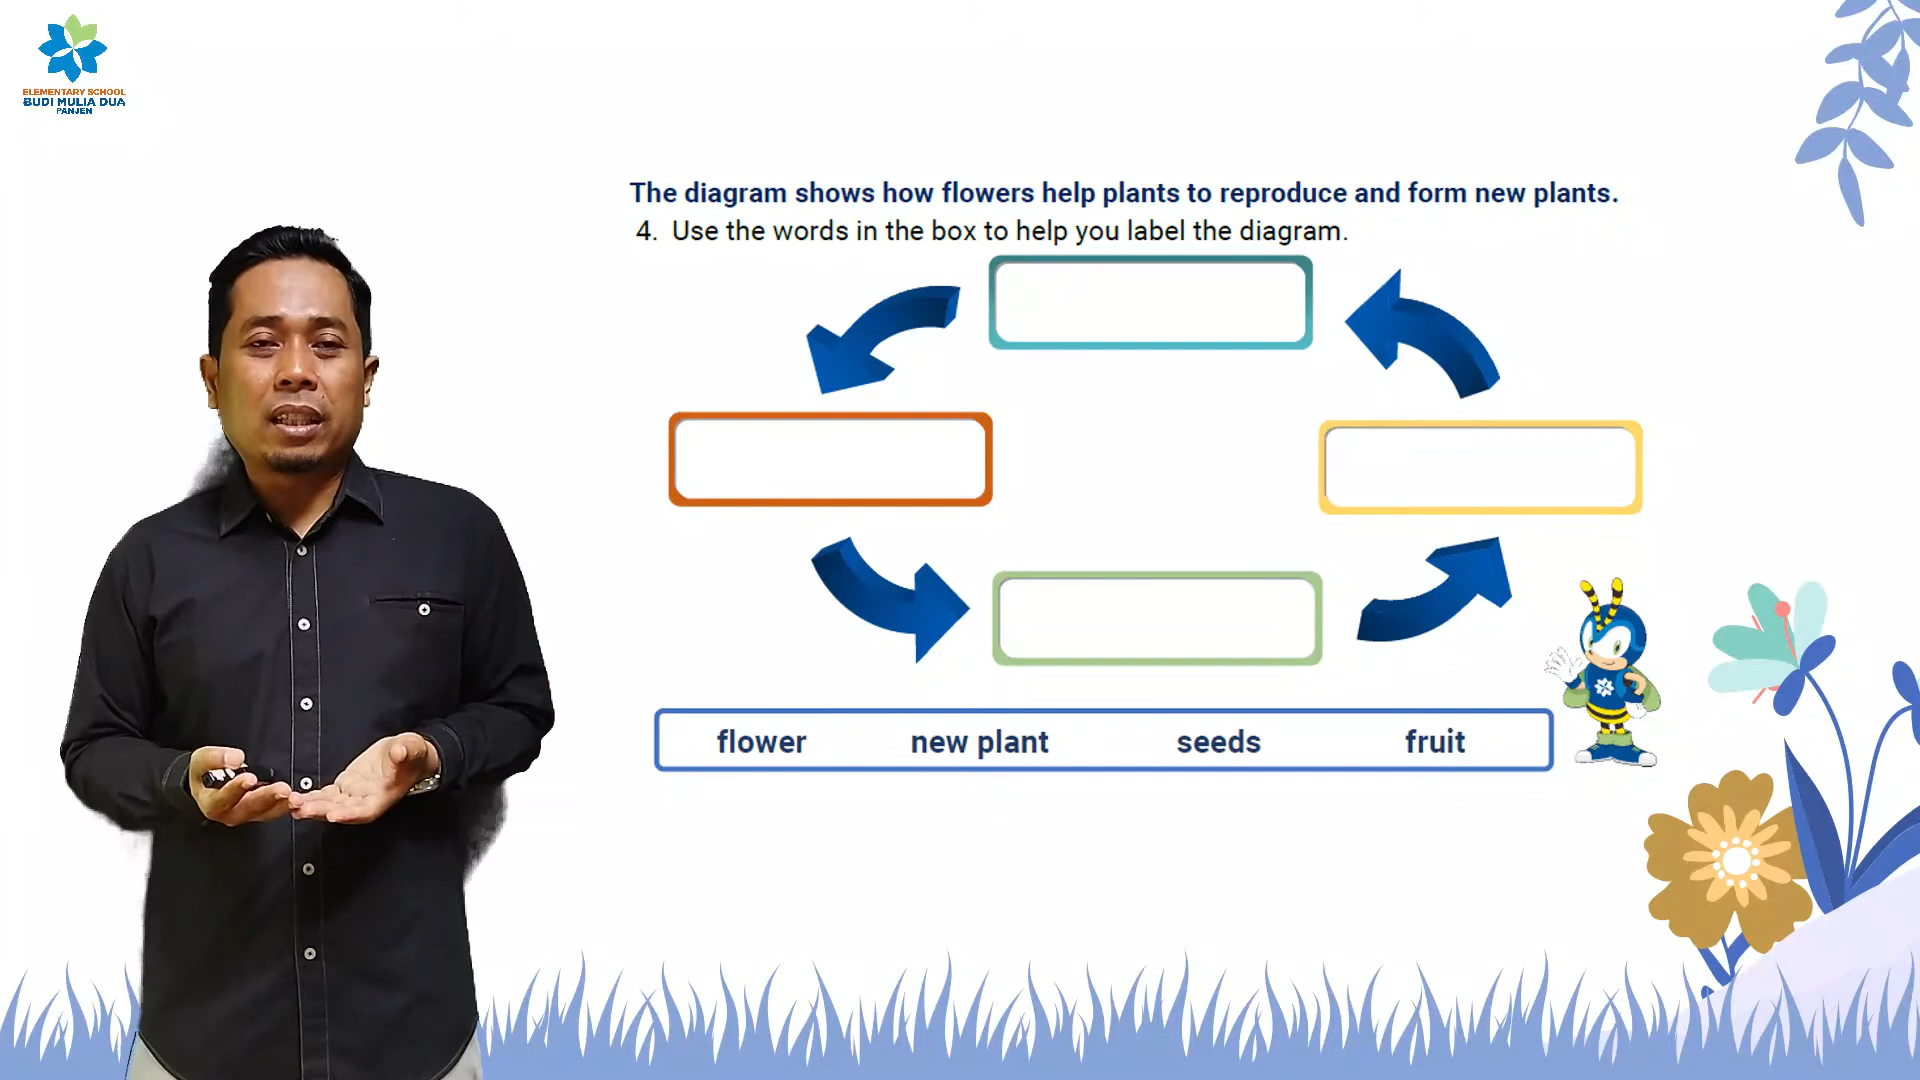 ELEMENTARY SCHOOL
BUDI MULIA DUA
PANJEN
The diagram shows how flowers help plants to reproduce and form new plants.
4. Use the words in the box to help you label the diagram.
flower new plant seeds fruit